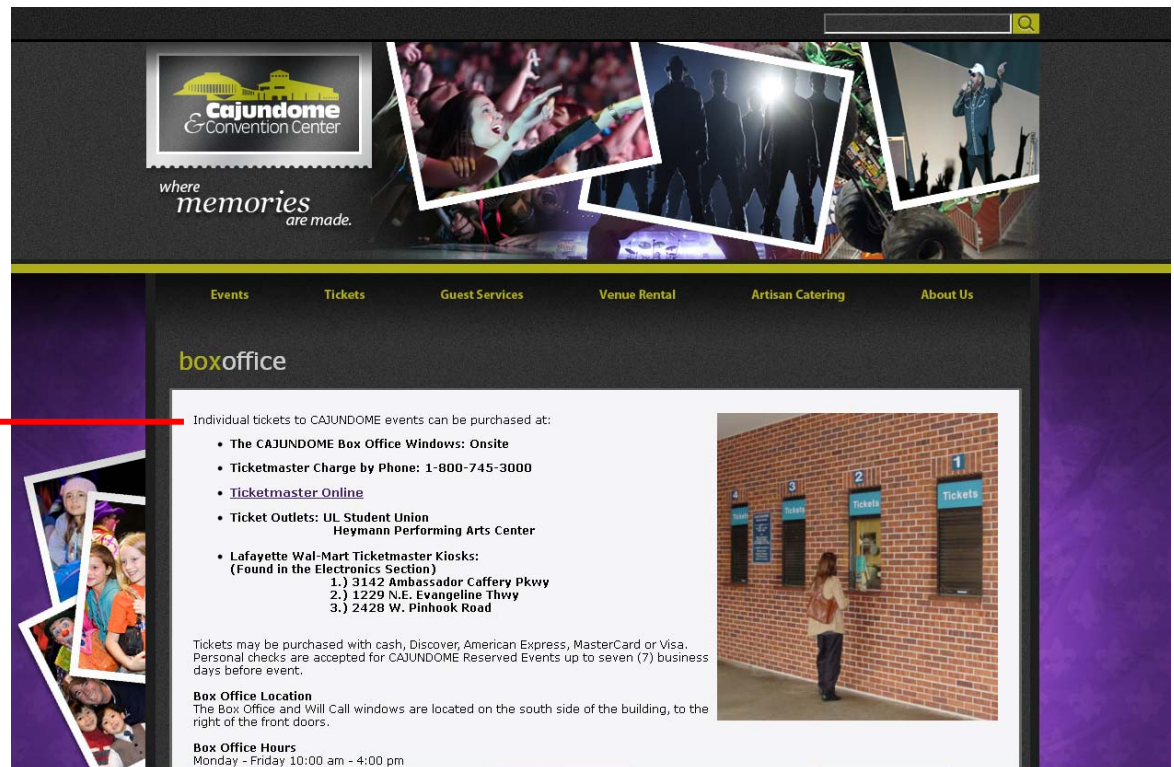 Cajundome
& Convention Center
where
memories
are made.
Events Tickets Guest Services Venue Rental Artisan Catering About Us
boxoffice
Individual tickets to CAJUNDOME events can be purchased at:
• The CAJUNDOME Box Office Windows: Onsite
• Ticketmaster Charge by Phone: 1-800-745-3000
• Ticketmaster Online
• Ticket Outlets: UL Student Union
Heymann Performing Arts Center
• Lafayette Wal-Mart Ticketmaster Kiosks:
(Found in the Electronics Section)
1.) 3142 Ambassador Caffery Pkwy
2.) 1229 N.E. Evangeline Thwy
3.) 2428 W. Pinhook Road
4 3 2 1
Tickets Tickets Tickets Tickets
Tickets may be purchased with cash, Discover, American Express, MasterCard or Visa.
Personal checks are accepted for CAJUNDOME Reserved Events up to seven (7) business
days before event.
Box Office Location
The Box Office and Will Call windows are located on the south side of the building, to the
right of the front doors.
Box Office Hours
Monday - Friday 10:00 am - 4:00 pm